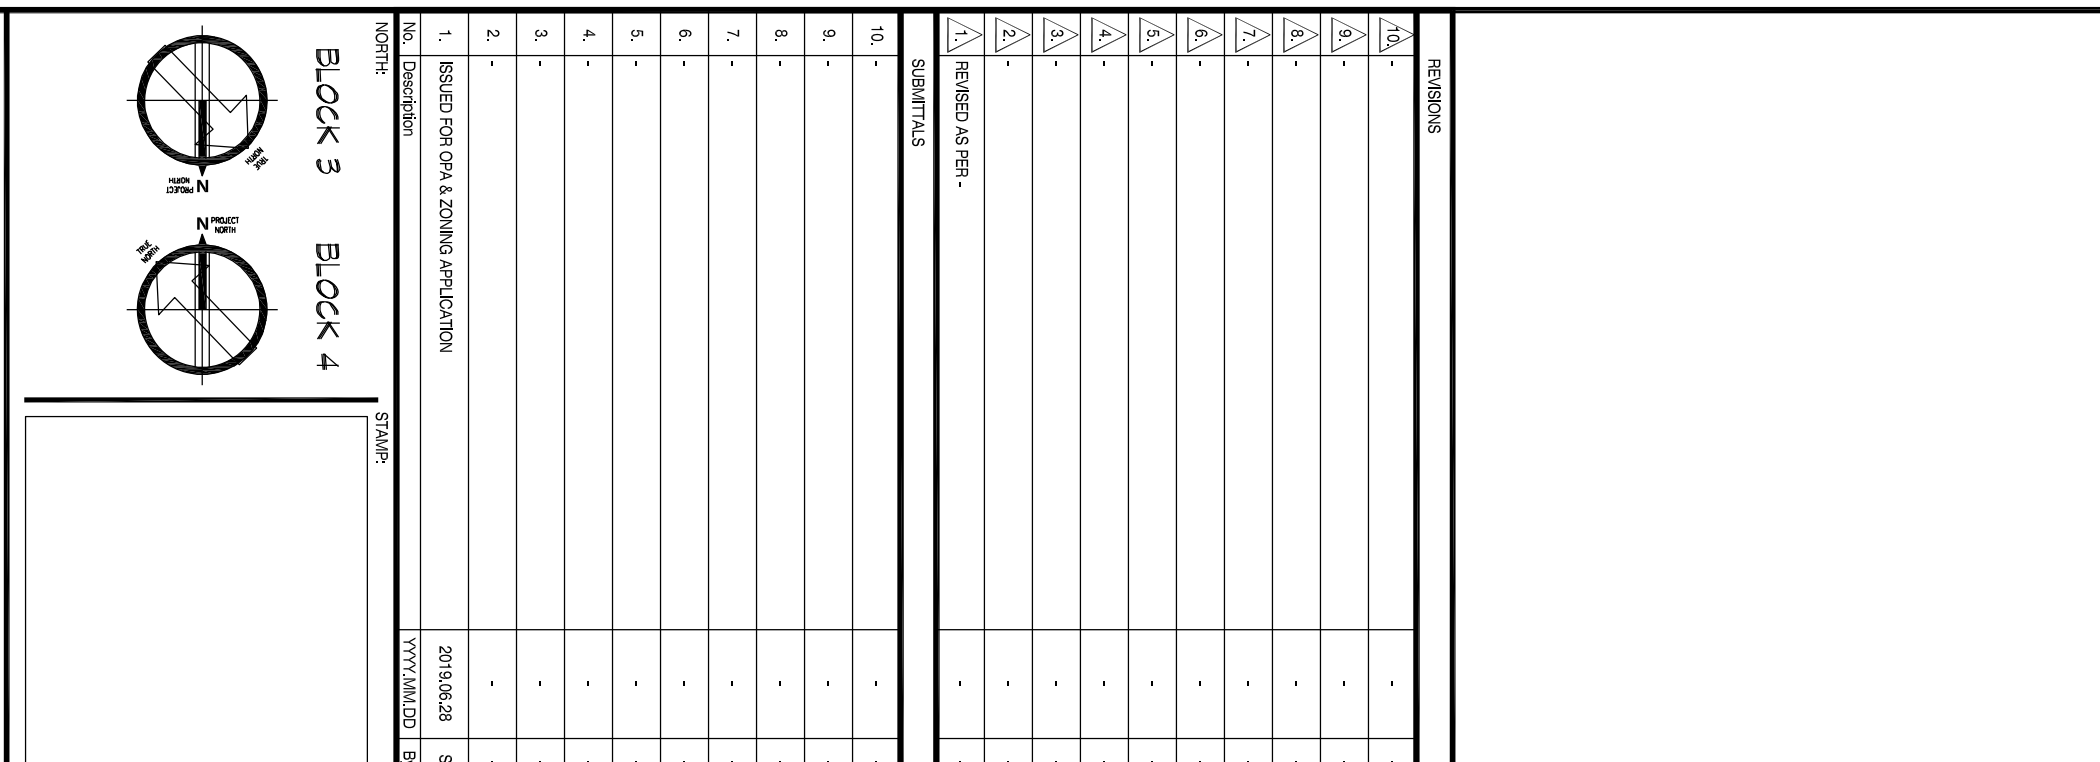 REVISIONS
10. - -
9. - -
8. - -
7. - -
6. - -
5. - -
4. - -
3. - -
2. - -
1. REVISED AS PER - -
SUBMITTALS
10. - -
9. - -
8. - -
7. - -
6. - -
5. - -
4. - -
3. - -
2. - -
1. ISSUED FOR OPA & ZONING APPLICATION 2019.06.28
No. Description YYYY.MM.DD
NORTH:
STAMP:
BLOCK 3
BLOCK 4
TRUE
NORTH
N
PROJECT
NORTH
N
PROJECT
NORTH
TRUE
NORTH